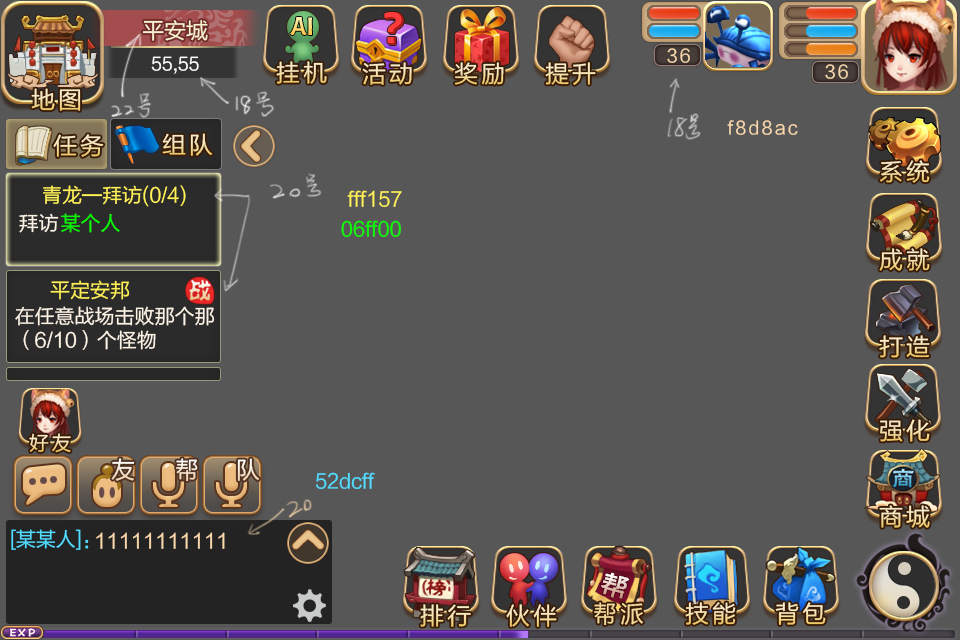 平安城
55,55
地图
22号
18号
AI
挂机
?
活动
奖励
提升
36
36
18号
f8d8ac
任务
组队
青龙一拜访(0/4)
拜访某个人
20号
fff157
06ff00
平定安邦
战
在任意战场击败那个那
（6/10）个怪物
系统
成就
打造
强化
商
商城
好友
友
帮
队
52dcff
20
[某某人]:11111111111
榜
排行
伙伴
帮
帮派
技能
背包
EXP